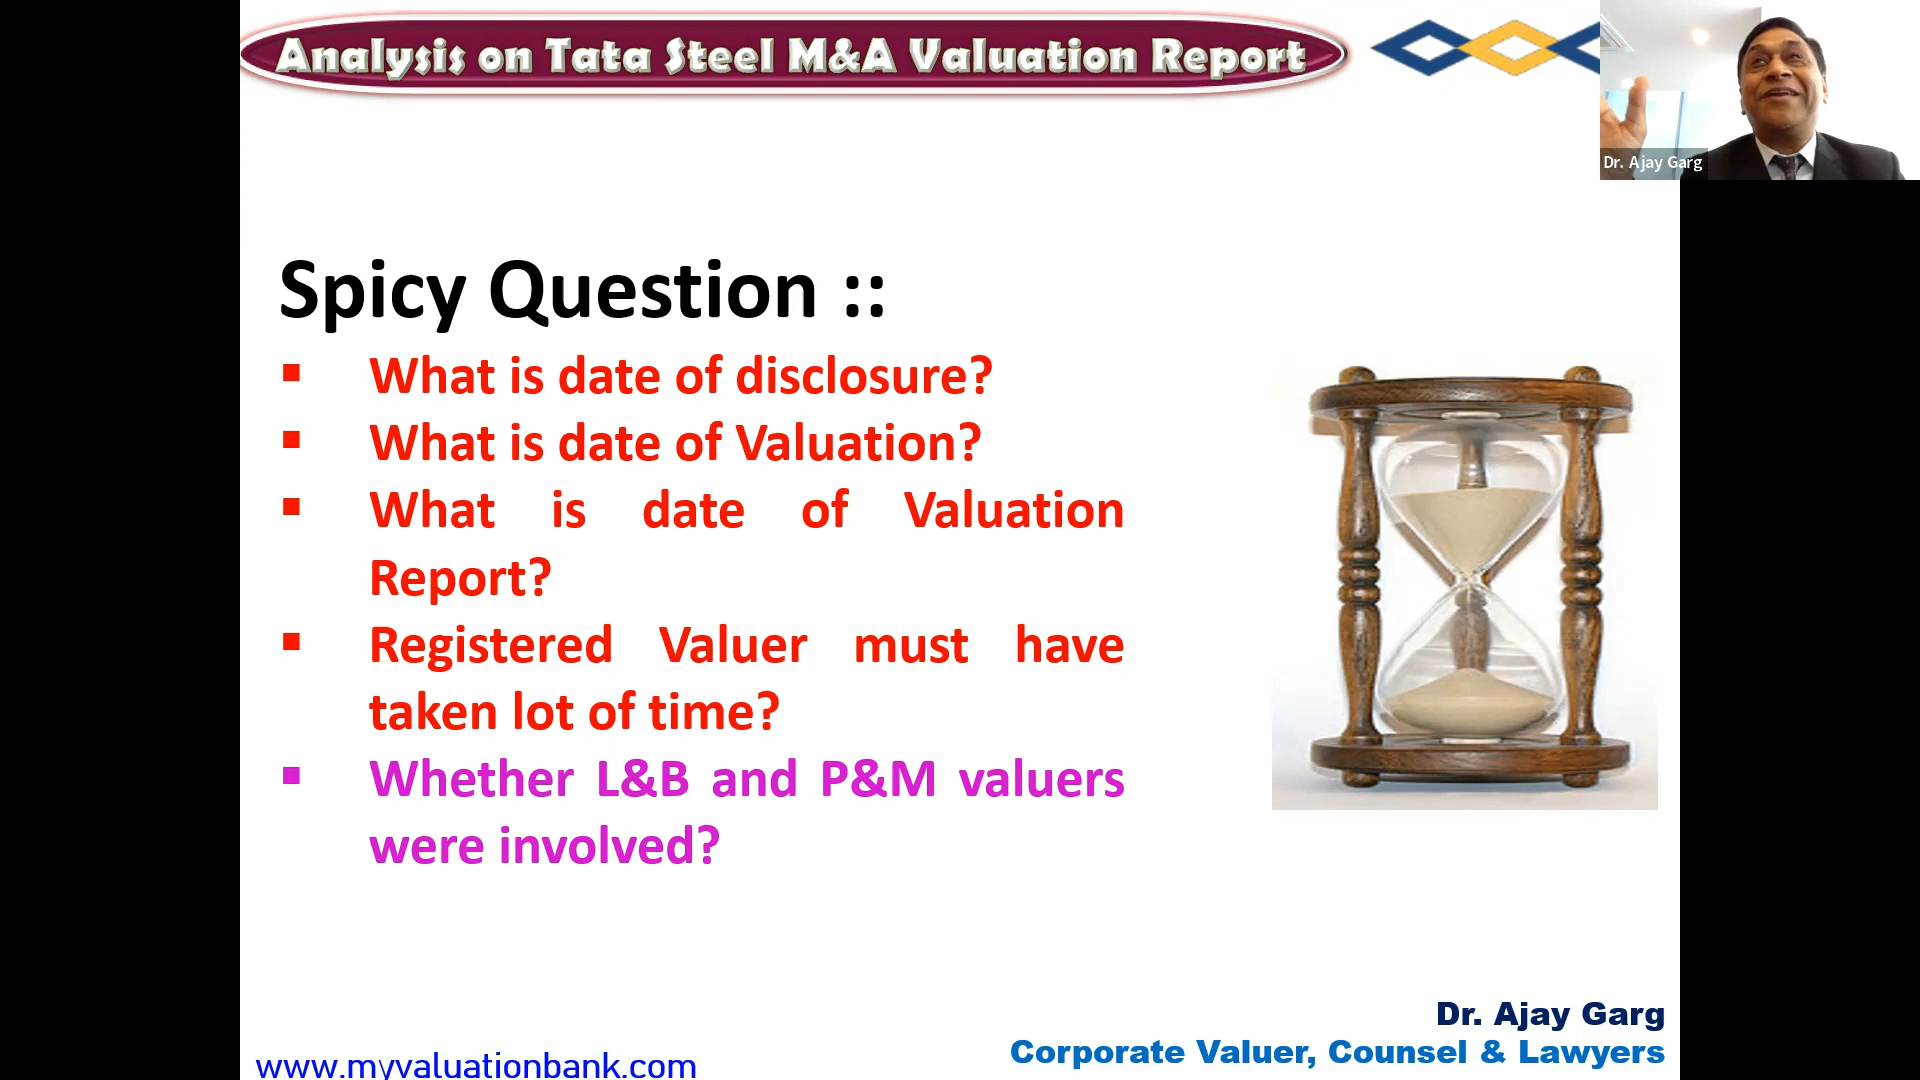 Analysis on Tata Steel M&A Valuation Report
Dr. Ajay Garg
Spicy Question ::
▪ What is date of disclosure?
▪ What is date of Valuation?
▪ What is date of Valuation
Report?
▪ Registered Valuer must have
taken lot of time?
▪ Whether L&B and P&M valuers
were involved?
Dr. Ajay Garg
Corporate Valuer, Counsel & Lawyers
www.myvaluationbank.com